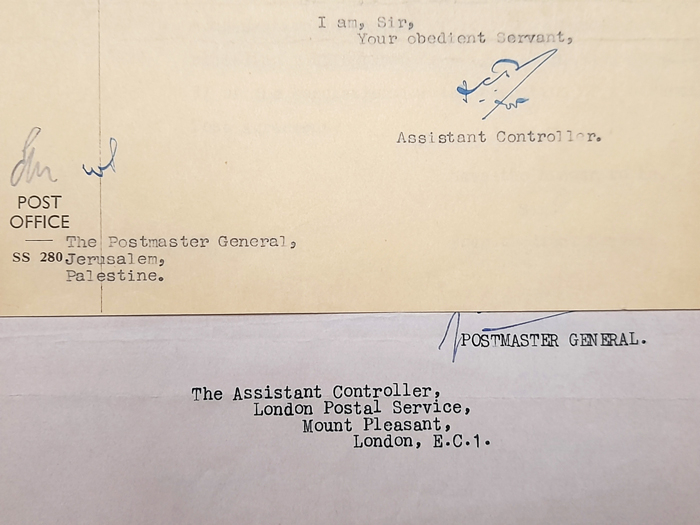 I am, Sir,
Your obedient Servant,
Assistant Controller.
POST
OFFICE
SS 280
The Postmaster General,
Jerusalem,
Palestine.
POSTMASTER GENERAL.
The Assistant Controller,
London Postal Service,
Mount Pleasant,
London, E.C.1.